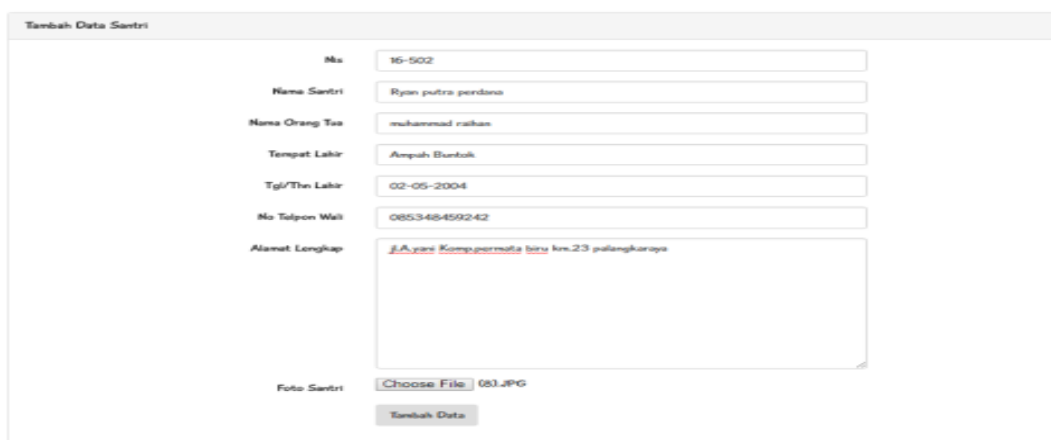 Tambah Data Santri
Nis 16-502
Nama Santri Ryan putra perdana
Nama Orang Tua muhammad raihan
Tempat Lahir Ampah Buntok
Tgl/Thn Lahir 02-05-2004
No Telpon Wali 085348459242
Alamat Lengkap jl.A.yani Komp.permata biru km.23 palangkaraya
Foto Santri Choose File (8).JPG
Tambah Data